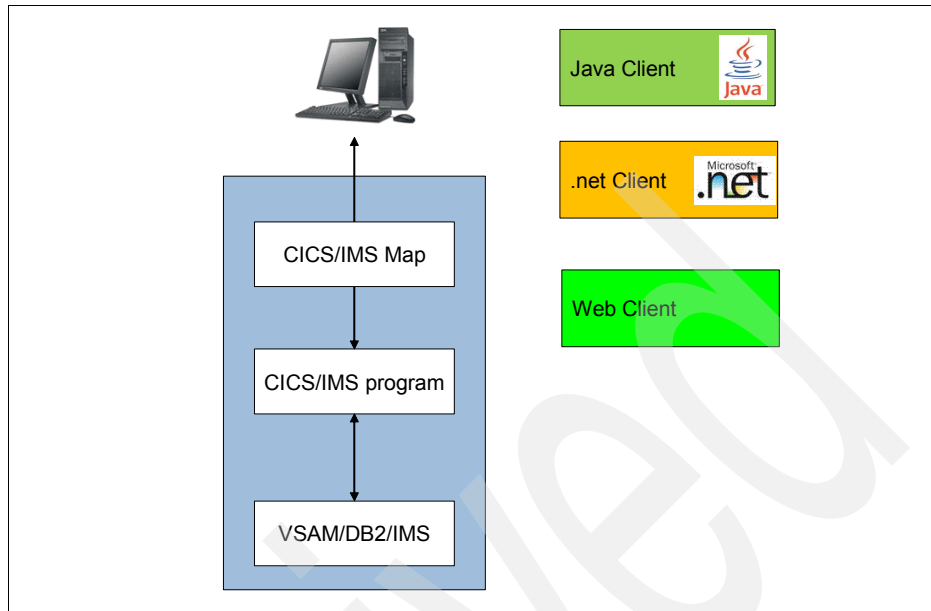 CICS/IMS Map
CICS/IMS program
VSAM/DB2/IMS
Java Client
Java
.net Client
Microsoft
.net
Web Client